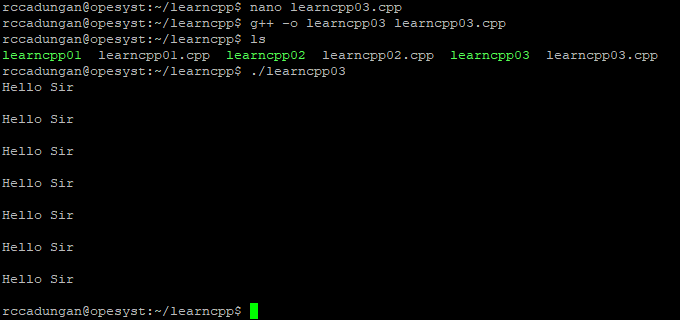 rccadungan@opesyst:~/learncpp$ nano learncpp03.cpp
rccadungan@opesyst:~/learncpp$ g++ -o learncpp03 learncpp03.cpp
rccadungan@opesyst:~/learncpp$ ls
learncpp01  learncpp01.cpp  learncpp02  learncpp02.cpp  learncpp03  learncpp03.cpp
rccadungan@opesyst:~/learncpp$ ./learncpp03
Hello Sir
Hello Sir
Hello Sir
Hello Sir
Hello Sir
Hello Sir
Hello Sir
rccadungan@opesyst:~/learncpp$